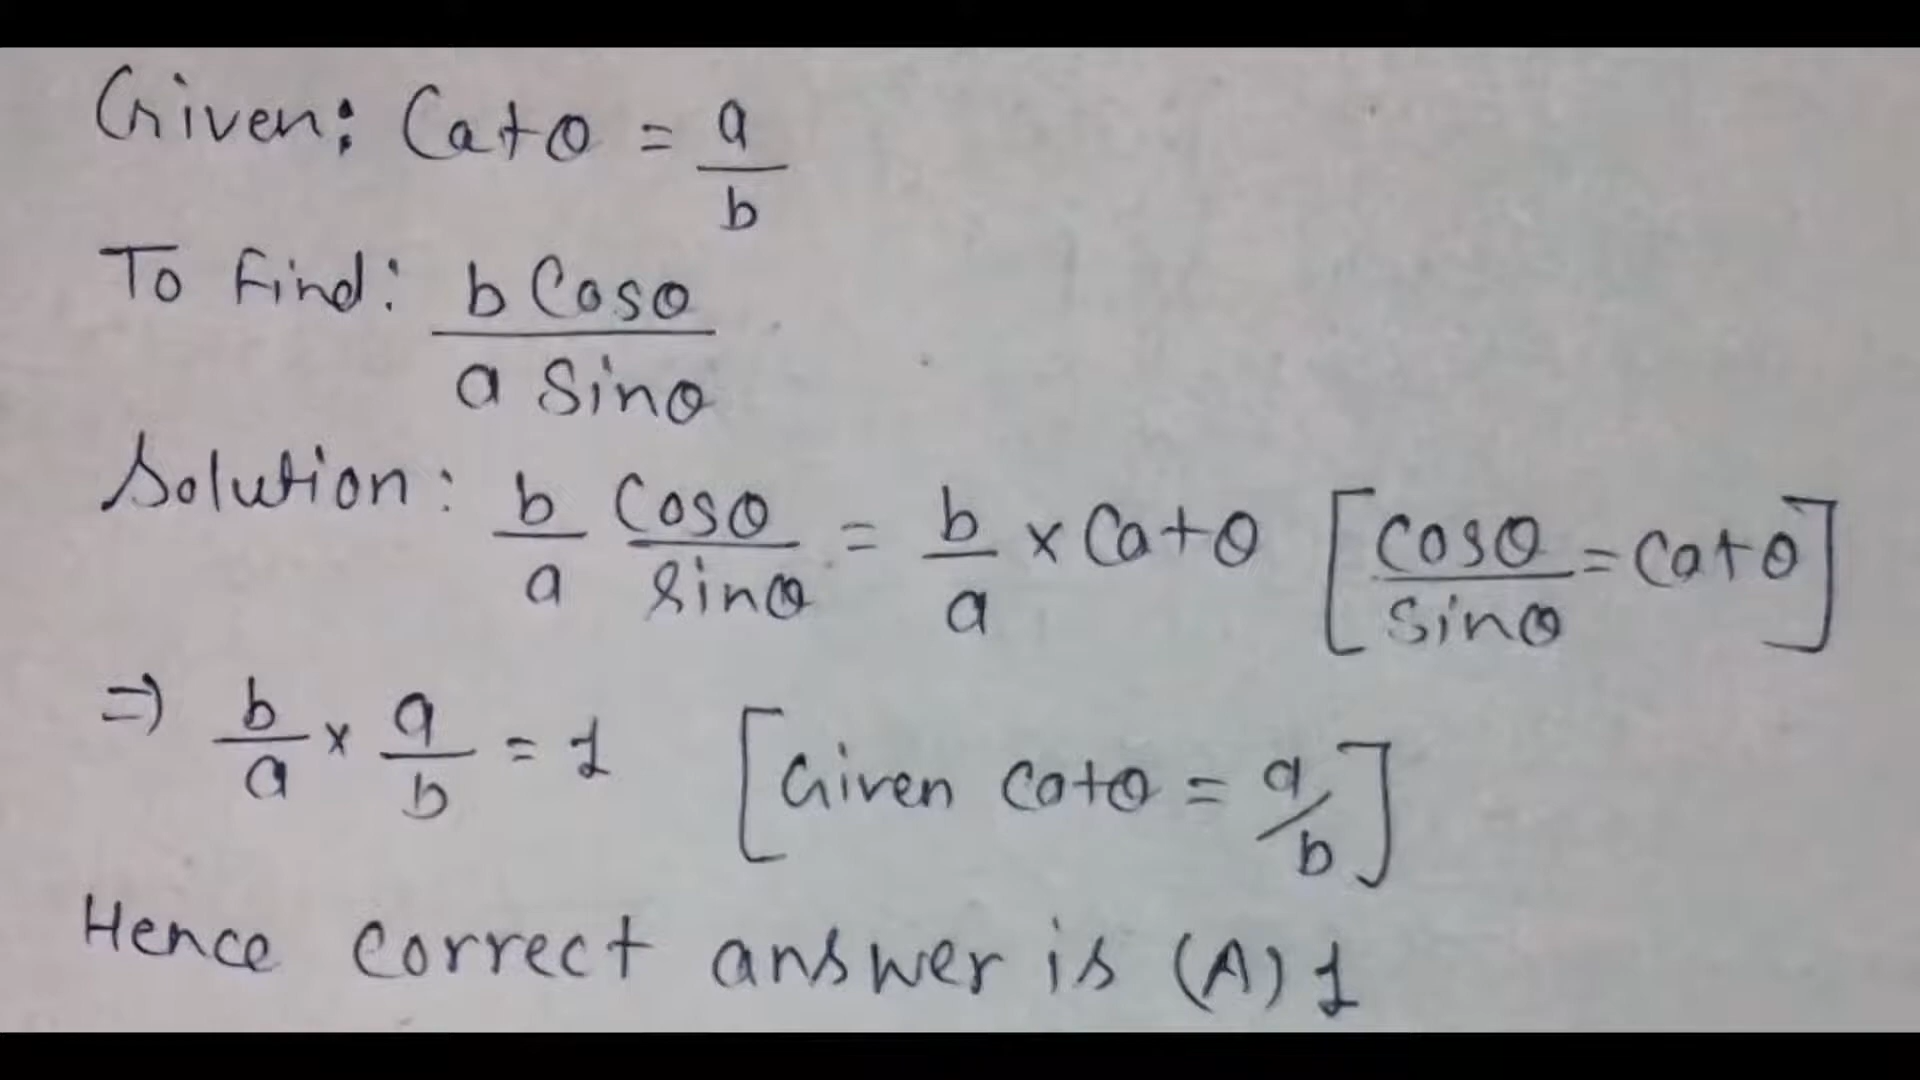 Given: Cotθ = a/b
To find: b Cosθ / a Sinθ
Solution: b/a Cosθ/Sinθ = b/a × Cotθ [Cosθ/Sinθ = Cotθ]
⇒ b/a × a/b = 1 [Given Cotθ = a/b]
Hence correct answer is (A) 1